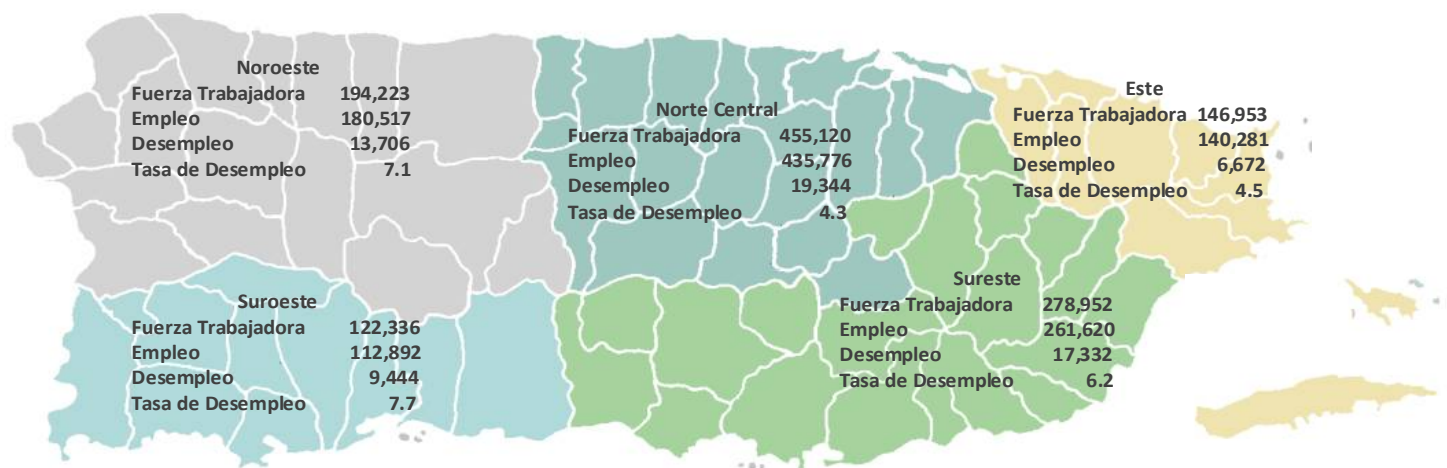 Noroeste
Fuerza Trabajadora 194,223
Empleo 180,517
Desempleo 13,706
Tasa de Desempleo 7.1
Norte Central
Fuerza Trabajadora 455,120
Empleo 435,776
Desempleo 19,344
Tasa de Desempleo 4.3
Este
Fuerza Trabajadora 146,953
Empleo 140,281
Desempleo 6,672
Tasa de Desempleo 4.5
Suroeste
Fuerza Trabajadora 122,336
Empleo 112,892
Desempleo 9,444
Tasa de Desempleo 7.7
Sureste
Fuerza Trabajadora 278,952
Empleo 261,620
Desempleo 17,332
Tasa de Desempleo 6.2